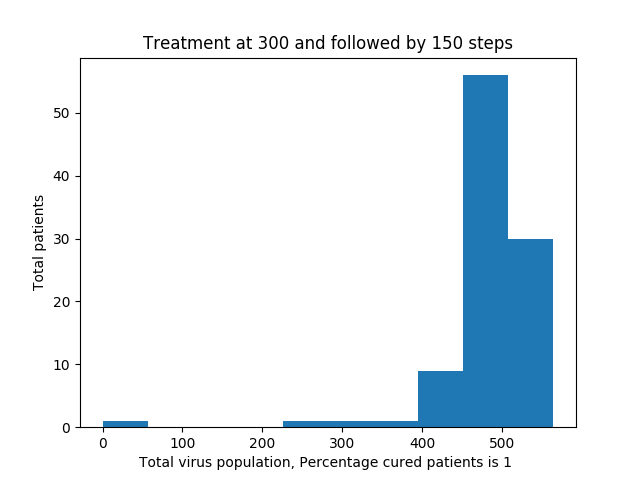 Treatment at 300 and followed by 150 steps
50
40
30
20
10
0
Total patients
0 100 200 300 400 500
Total virus population, Percentage cured patients is 1